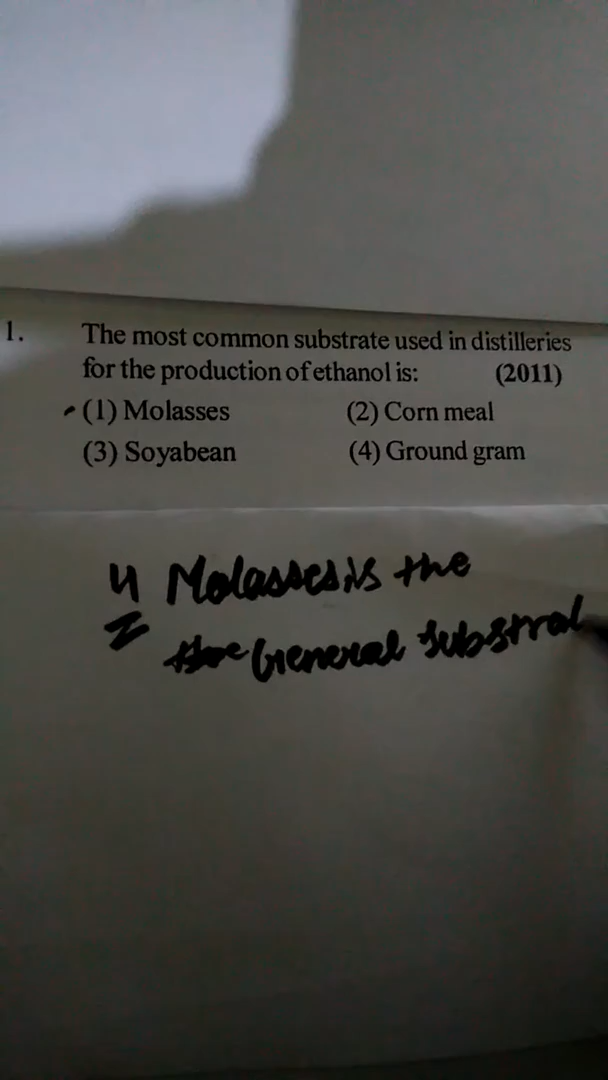 1. The most common substrate used in distilleries
for the production of ethanol is: (2011)
(1) Molasses (2) Corn meal
(3) Soyabean (4) Ground gram
Molasses is the
General Substrat